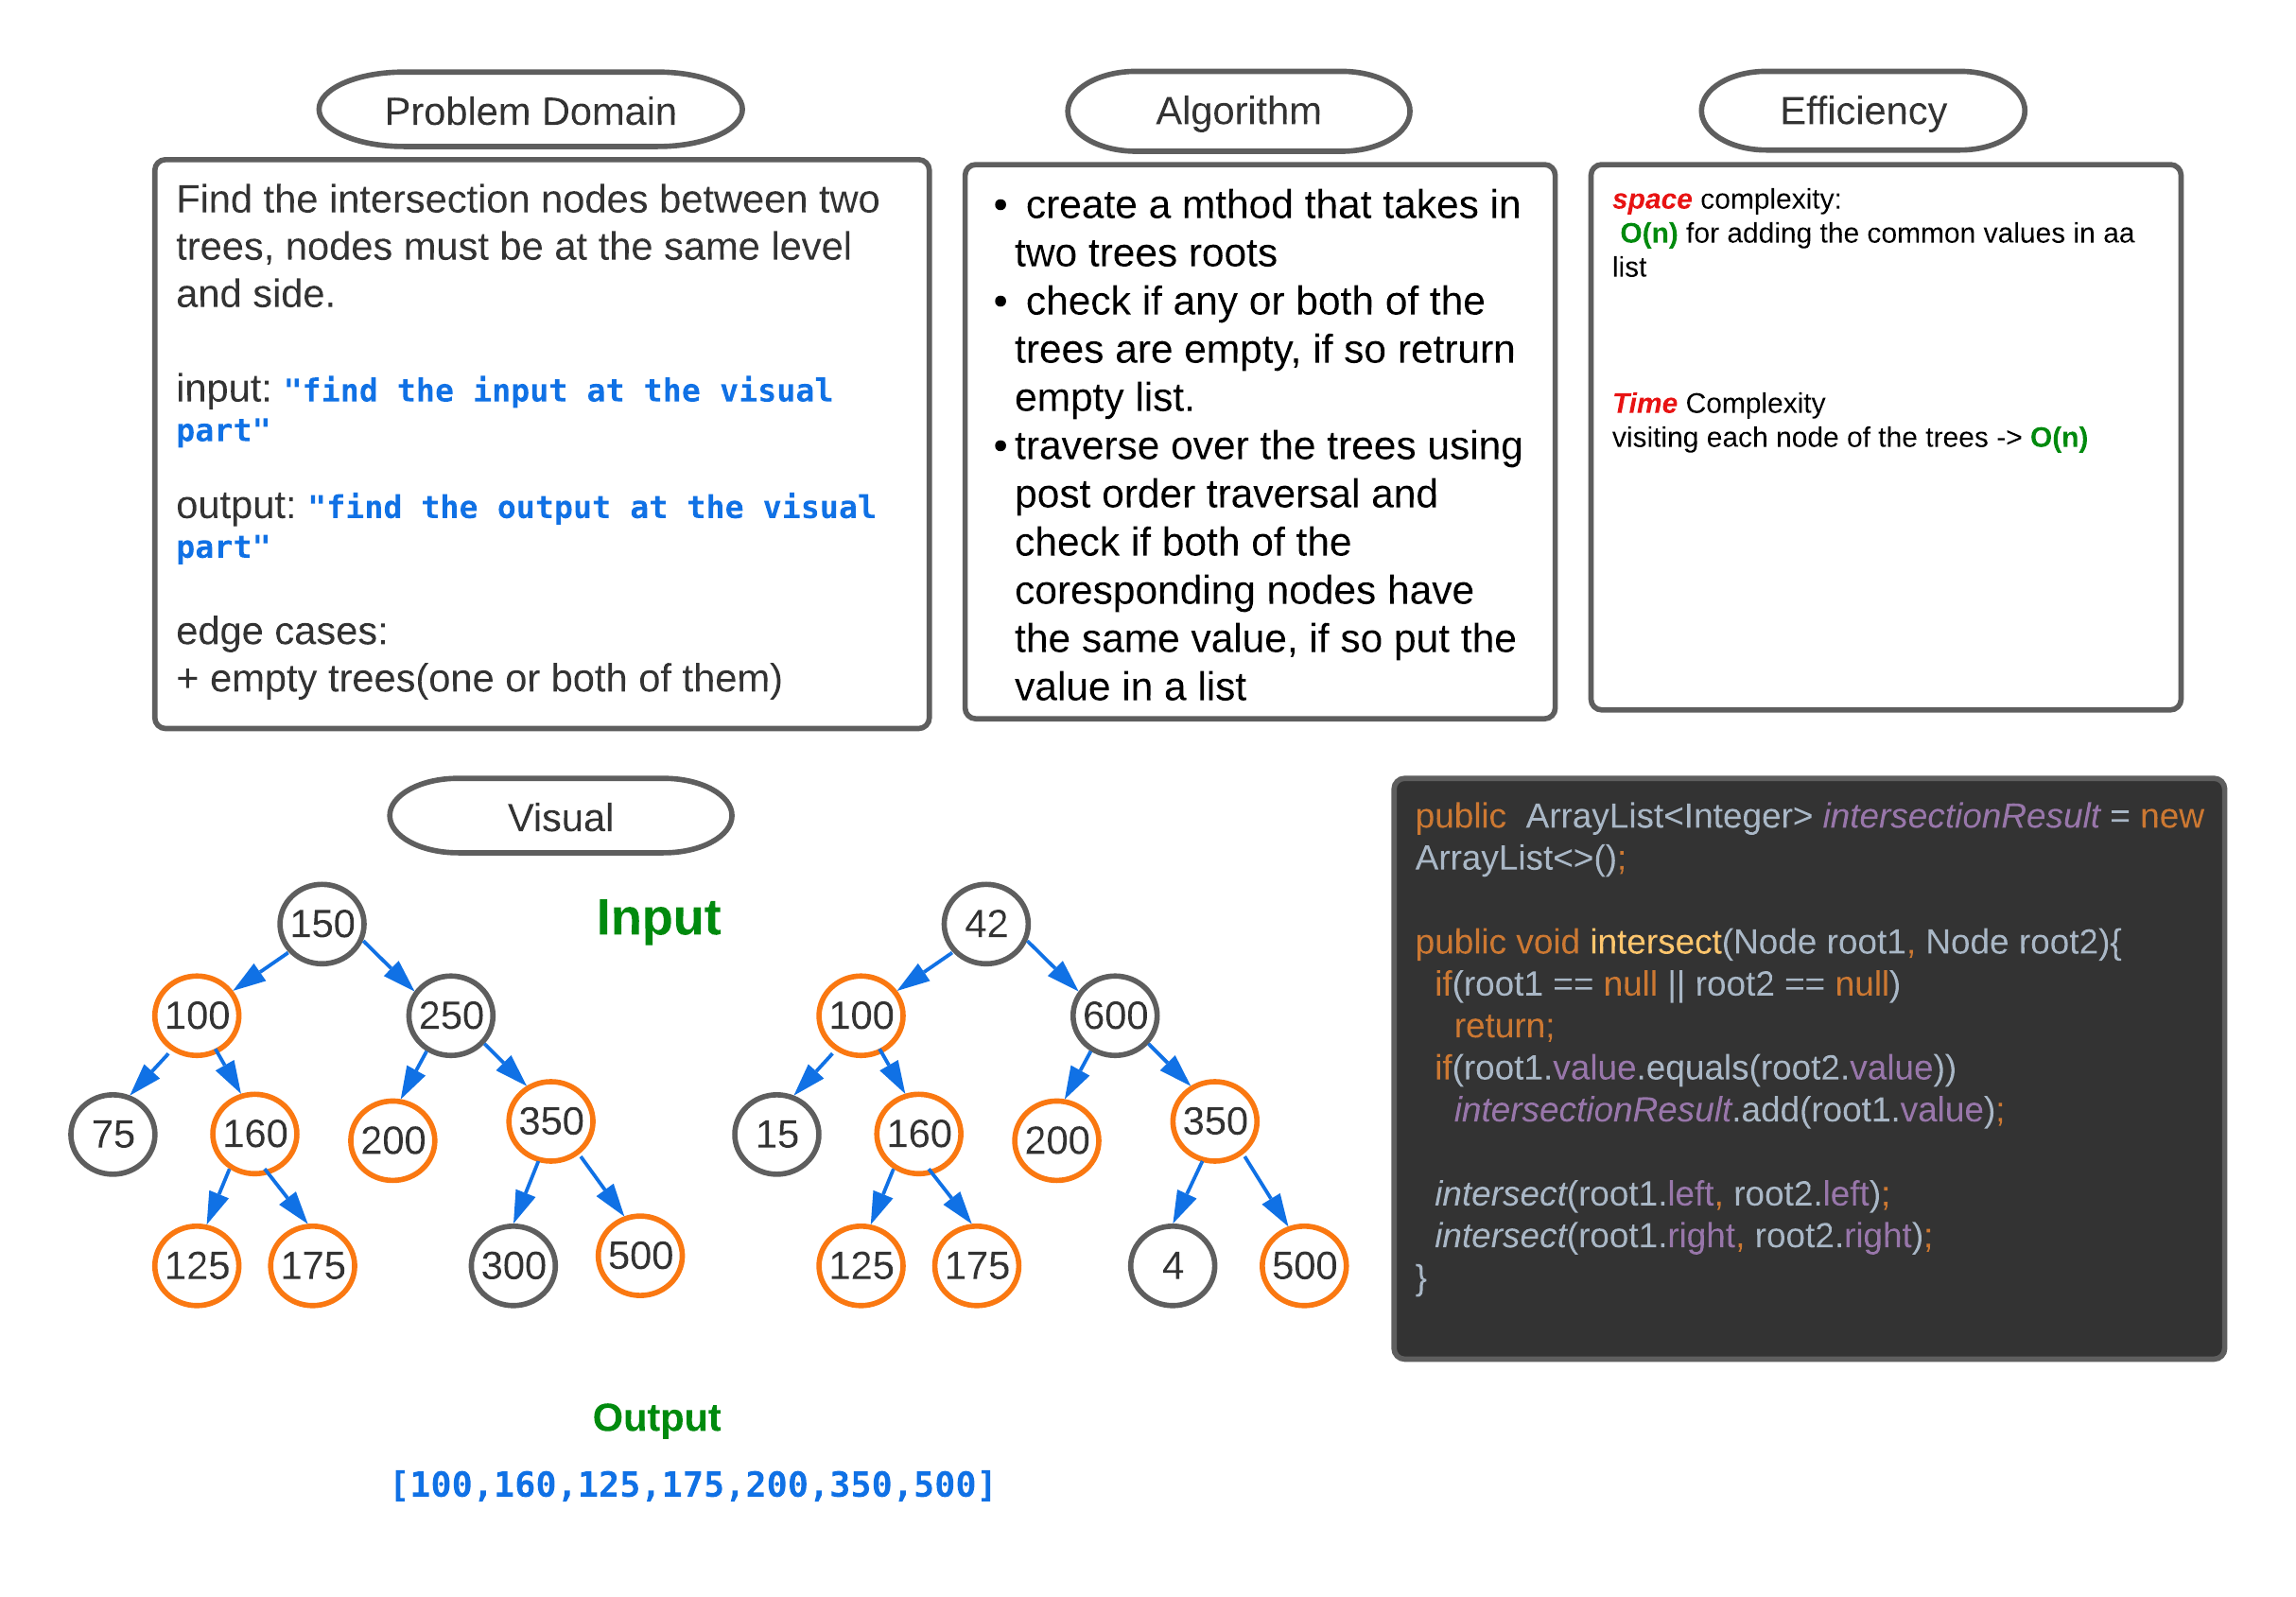 Problem Domain
Find the intersection nodes between two
trees, nodes must be at the same level
and side.
input: "find the input at the visual
part"
output: "find the output at the visual
part"
edge cases:
+ empty trees(one or both of them)
Algorithm
• create a mthod that takes in
two trees roots
• check if any or both of the
trees are empty, if so retrurn
empty list.
• traverse over the trees using
post order traversal and
check if both of the
coresponding nodes have
the same value, if so put the
value in a list
Efficiency
space complexity:
O(n) for adding the common values in aa
list
Time Complexity
visiting each node of the trees -> O(n)
Visual
Input
150
100
250
75
160
200
350
125
175
300
500
42
100
600
15
160
200
350
125
175
4
500
Output
[100,160,125,175,200,350,500]
public  ArrayList<Integer> intersectionResult = new
ArrayList<>();
public void intersect(Node root1, Node root2){
if(root1 == null || root2 == null)
return;
if(root1.value.equals(root2.value))
intersectionResult.add(root1.value);
intersect(root1.left, root2.left);
intersect(root1.right, root2.right);
}